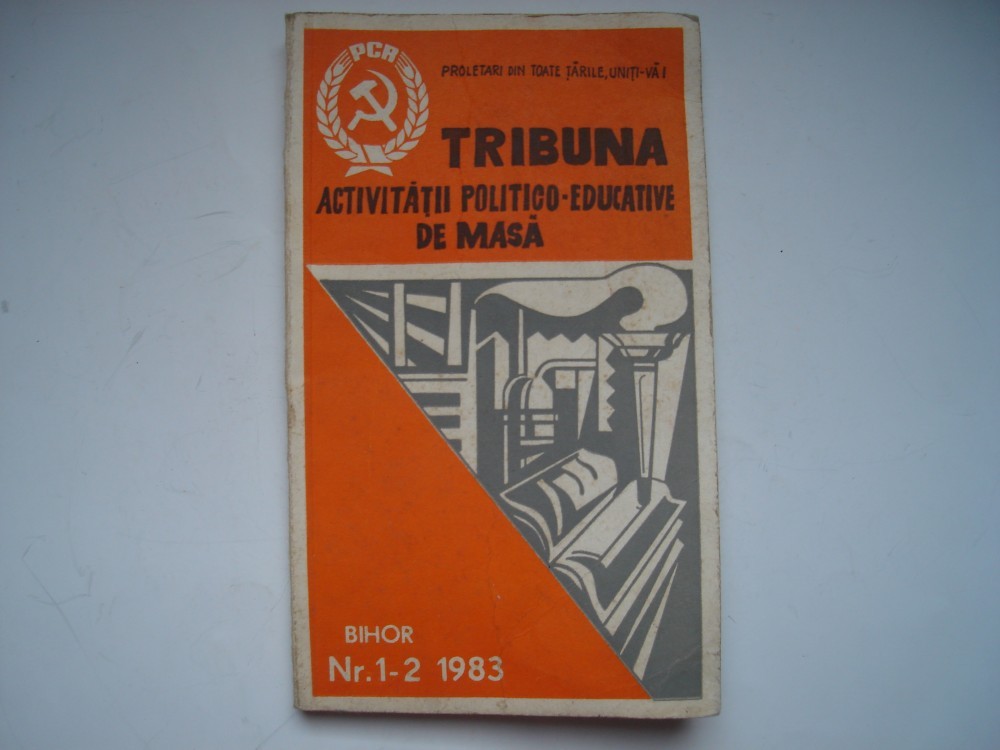 PCR
PROLETARI DIN TOATE ȚĂRILE, UNIȚI-VĂ!
TRIBUNA
ACTIVITĂȚII POLITICO-EDUCATIVE
DE MASĂ
BIHOR
Nr. 1-2 1983